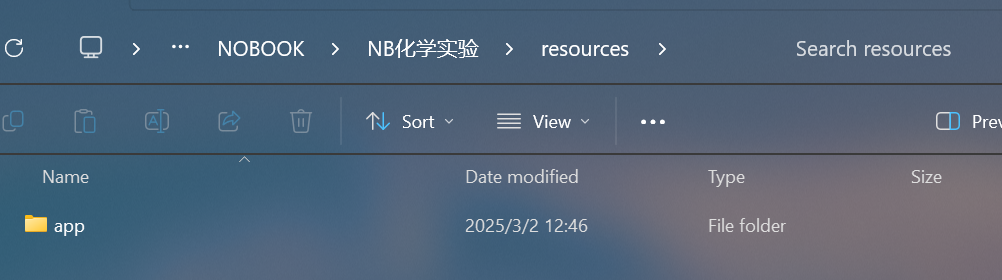 NOBOOK NB化学实验 resources Search resources
Sort View
Name Date modified Type Size
app 2025/3/2 12:46 File folder